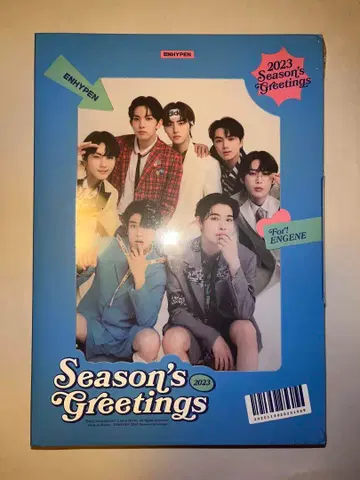 ENHYPEN
ENHYPEN
2023
Season's
Greetings
For!
ENGENE
Season's
2023
Greetings